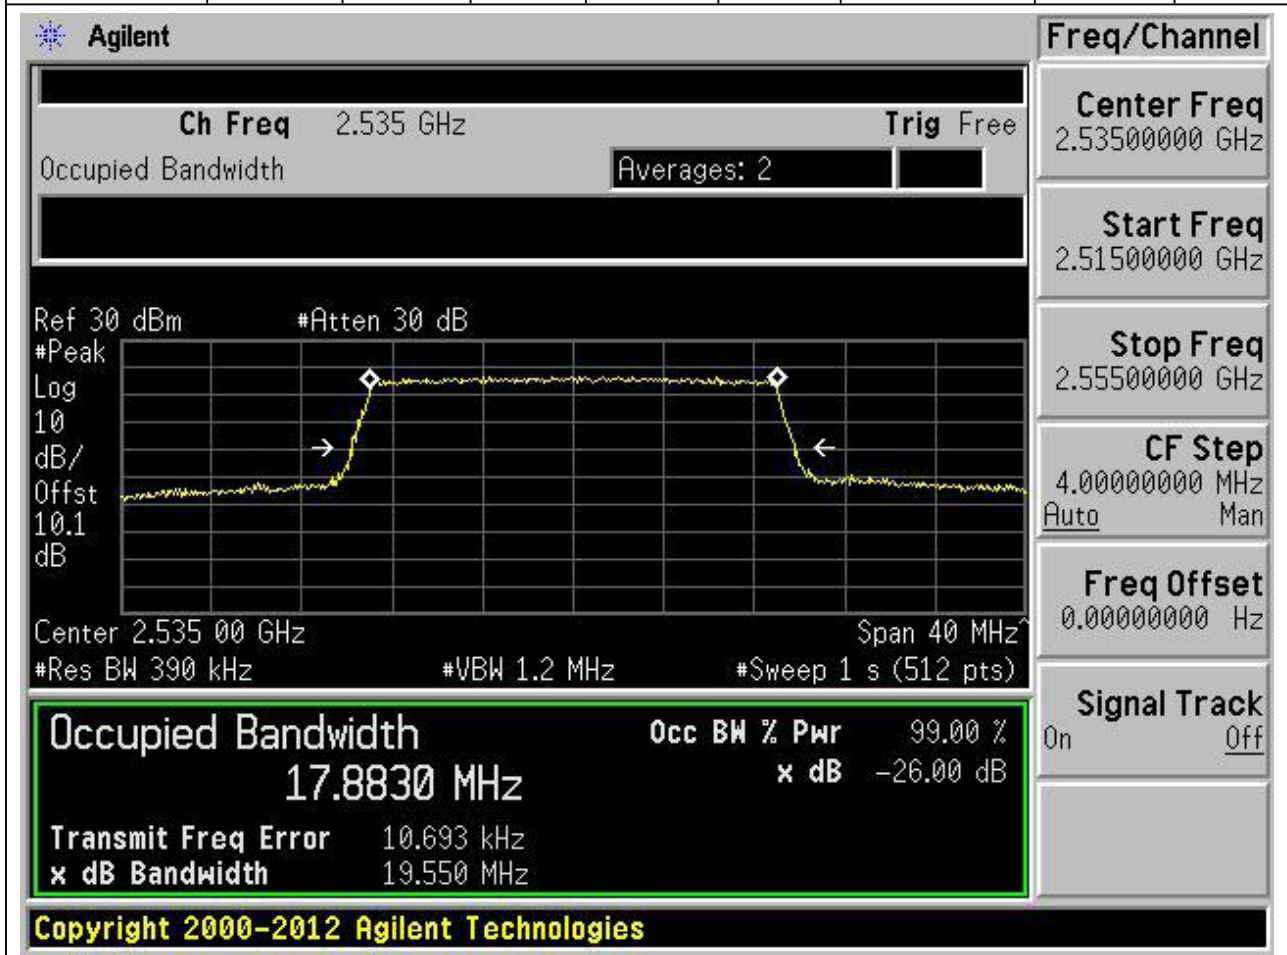 Agilent
Freq/Channel
Ch Freq 2.535 GHz Trig Free
Occupied Bandwidth Averages: 2
Center Freq
2.53500000 GHz
Start Freq
2.51500000 GHz
Stop Freq
2.55500000 GHz
CF Step
4.00000000 MHz
Auto Man
Freq Offset
0.00000000 Hz
Signal Track
On Off
Ref 30 dBm #Atten 30 dB
#Peak
Log
10
dB/
Offst
10.1
dB
Center 2.535 00 GHz Span 40 MHz^
#Res BW 390 kHz #VBW 1.2 MHz #Sweep 1 s (512 pts)
Occupied Bandwidth Occ BW % Pwr 99.00 %
17.8830 MHz x dB -26.00 dB
Transmit Freq Error 10.693 kHz
x dB Bandwidth 19.550 MHz
Copyright 2000-2012 Agilent Technologies